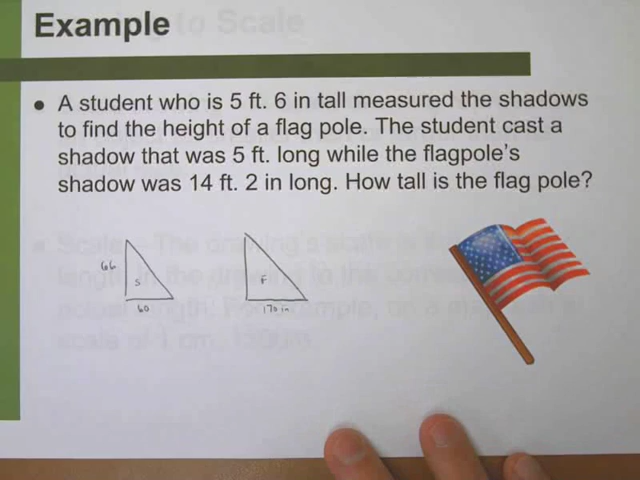 Example
• A student who is 5 ft. 6 in tall measured the shadows
to find the height of a flag pole. The student cast a
shadow that was 5 ft. long while the flagpole's
shadow was 14 ft. 2 in long. How tall is the flag pole?
66
S
F
60
170 in